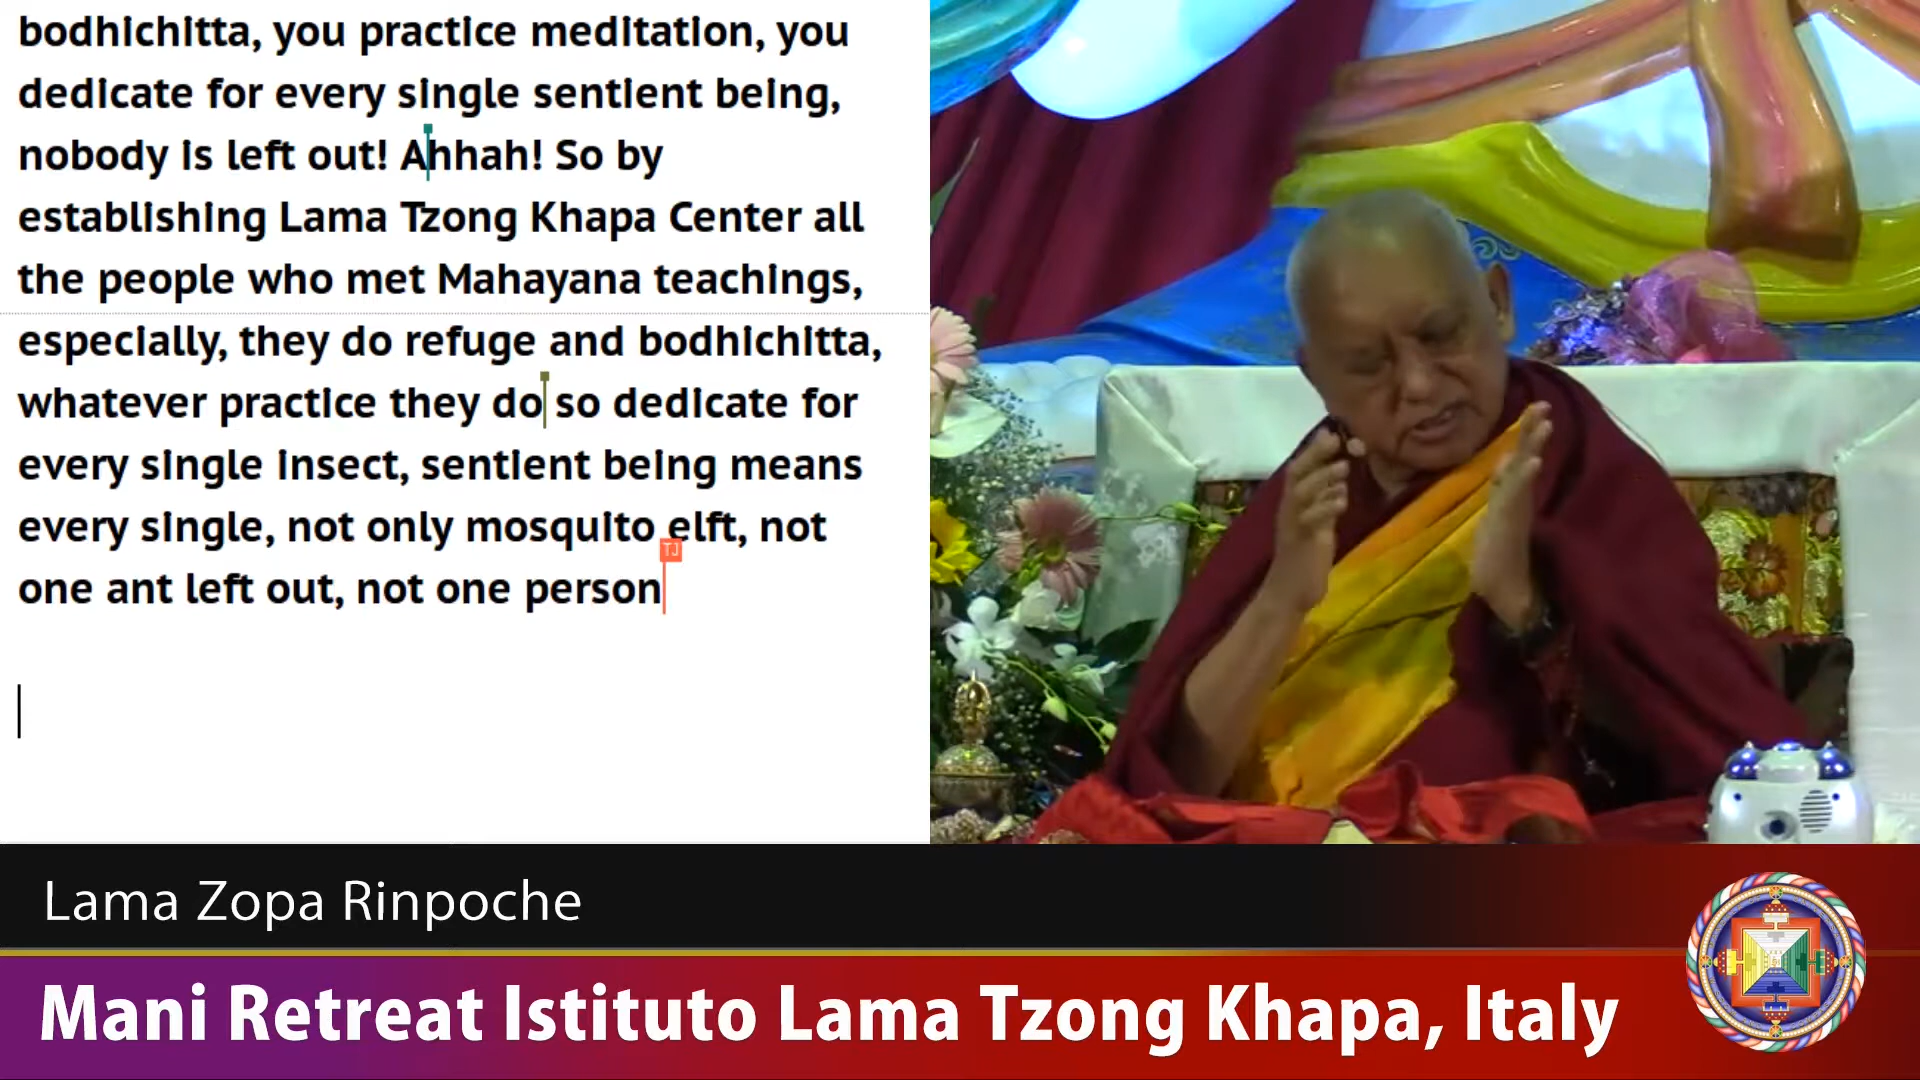 bodhichitta, you practice meditation, you
dedicate for every single sentient being,
nobody is left out! Ahhah! So by
establishing Lama Tzong Khapa Center all
the people who met Mahayana teachings,
especially, they do refuge and bodhichitta,
whatever practice they do so dedicate for
every single insect, sentient being means
every single, not only mosquito elft, not
one ant left out, not one person
TJ
Lama Zopa Rinpoche
Mani Retreat Istituto Lama Tzong Khapa, Italy